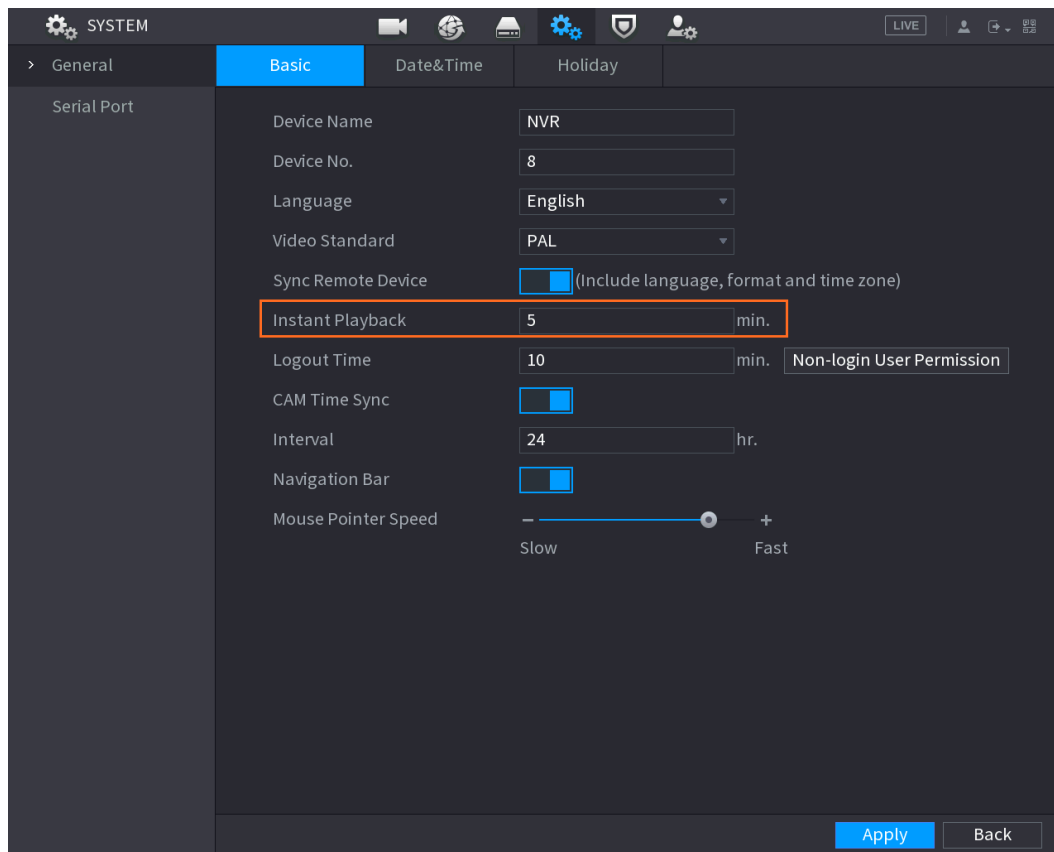 SYSTEM
LIVE
General
Basic
Date&Time
Holiday
Serial Port
Device Name
NVR
Device No.
8
Language
English
Video Standard
PAL
Sync Remote Device
(Include language, format and time zone)
Instant Playback
5
min.
Logout Time
10
min.
Non-login User Permission
CAM Time Sync
Interval
24
hr.
Navigation Bar
Mouse Pointer Speed
Slow
Fast
Apply
Back